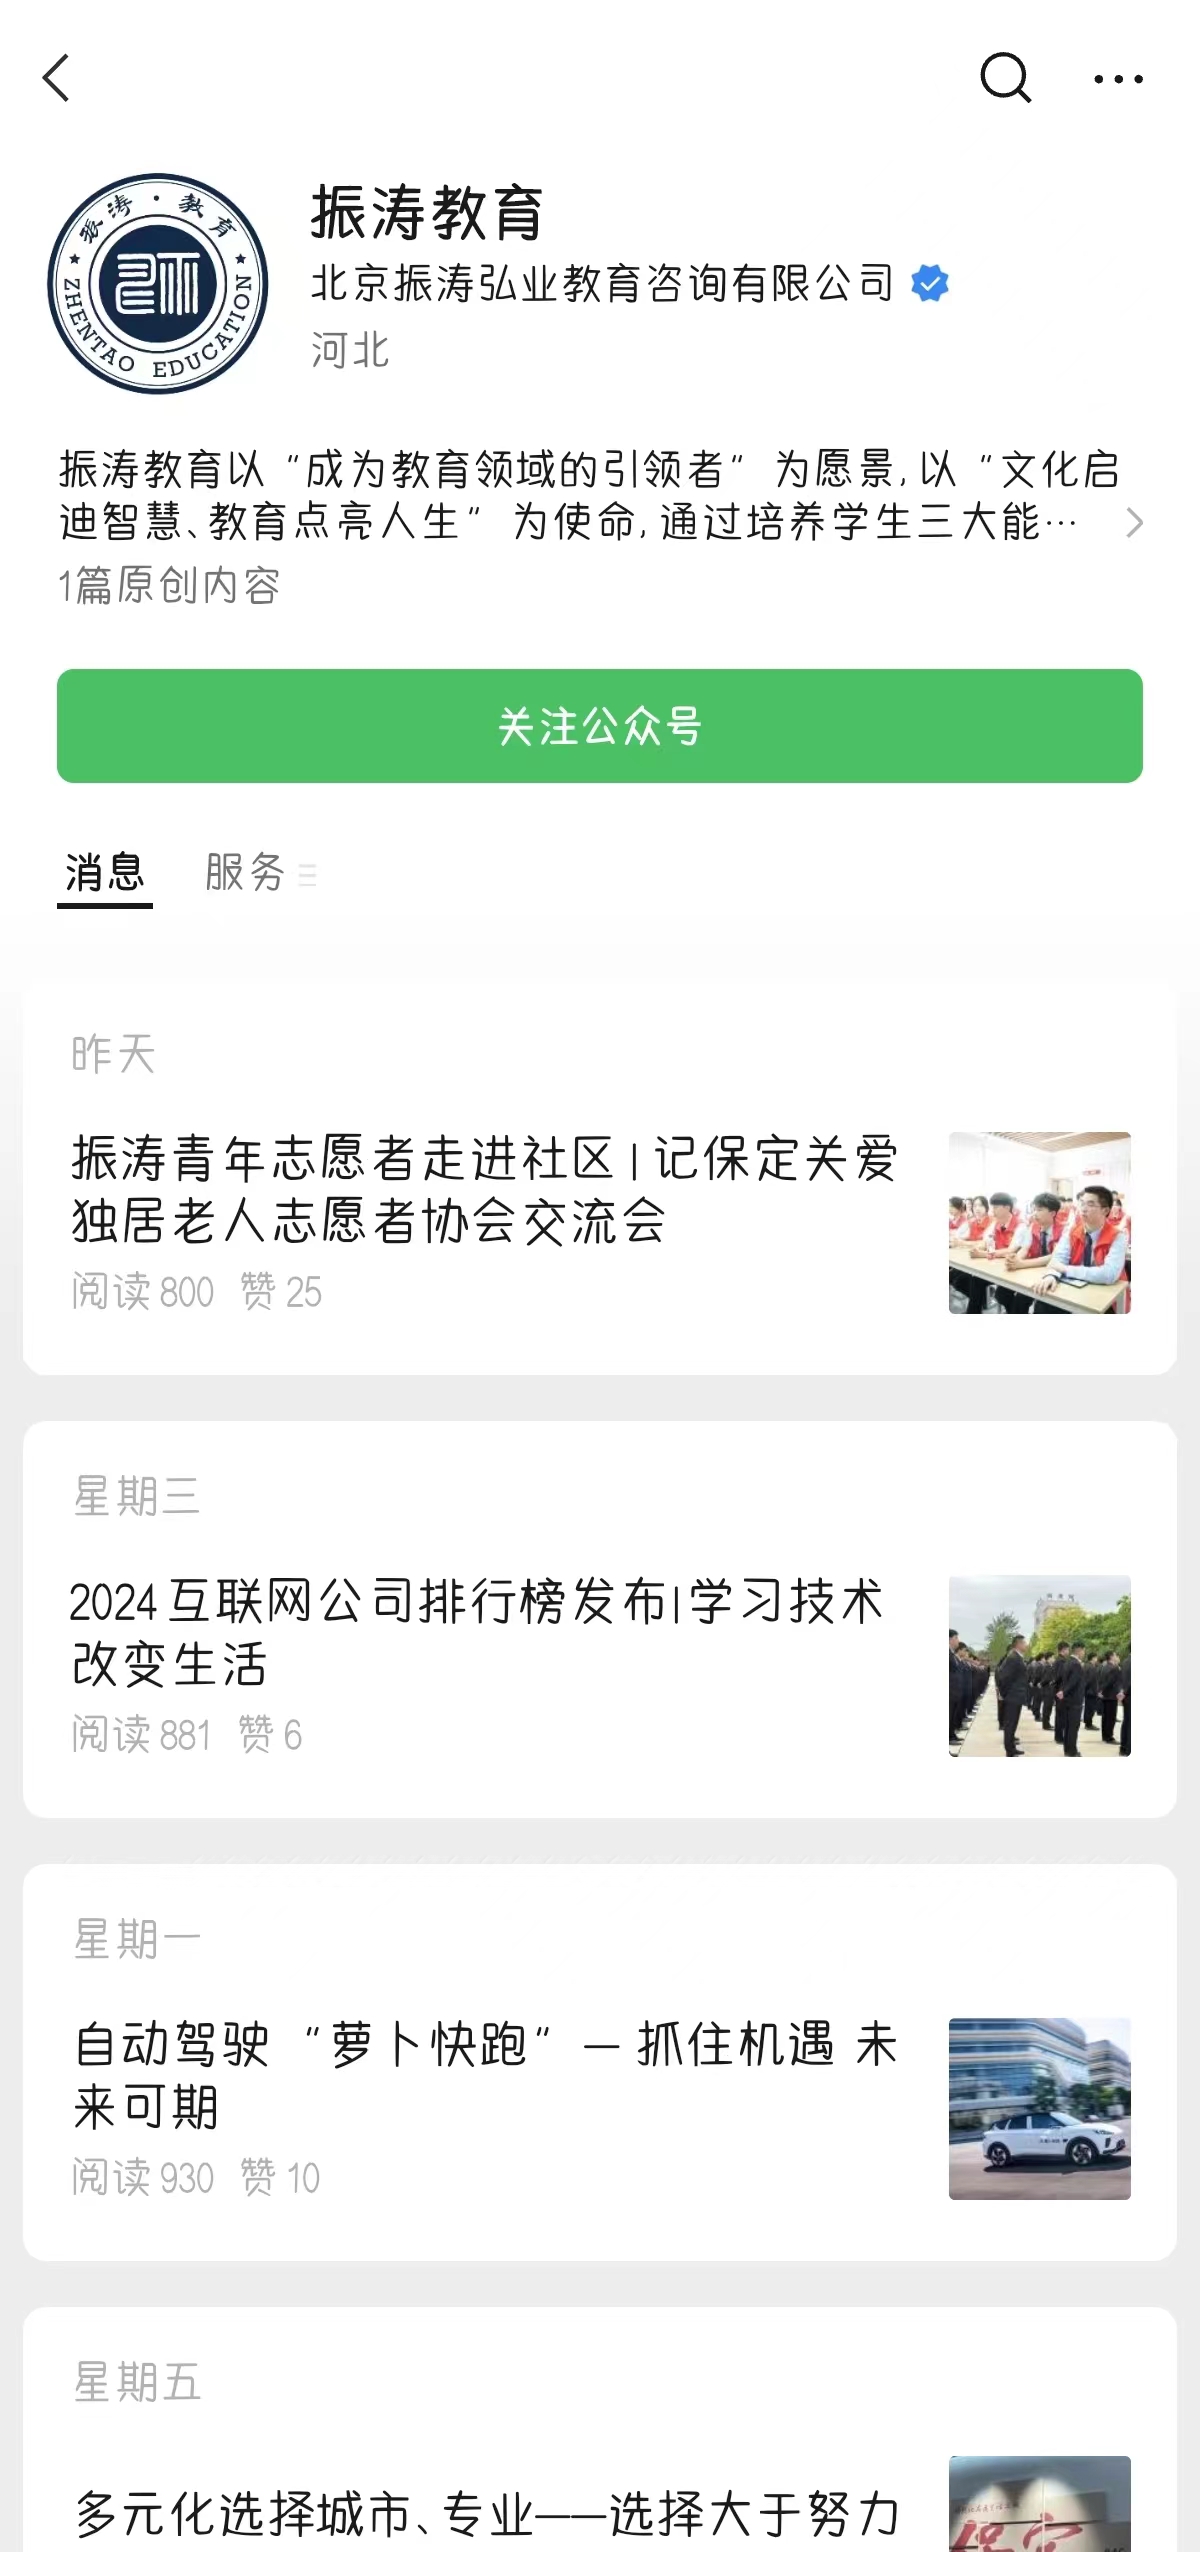 振涛·教育
ZHENTAO EDUCATION
振涛教育
北京振涛弘业教育咨询有限公司
河北
振涛教育以“成为教育领域的引领者”为愿景,以“文化启
迪智慧、教育点亮人生”为使命,通过培养学生三大能…
1篇原创内容
关注公众号
消息 服务
昨天
振涛青年志愿者走进社区 | 记保定关爱
独居老人志愿者协会交流会
阅读 800 赞 25
星期三
2024互联网公司排行榜发布|学习技术
改变生活
阅读 881 赞 6
星期一
自动驾驶 “萝卜快跑” — 抓住机遇 未
来可期
阅读 930 赞 10
星期五
多元化选择城市、专业——选择大于努力